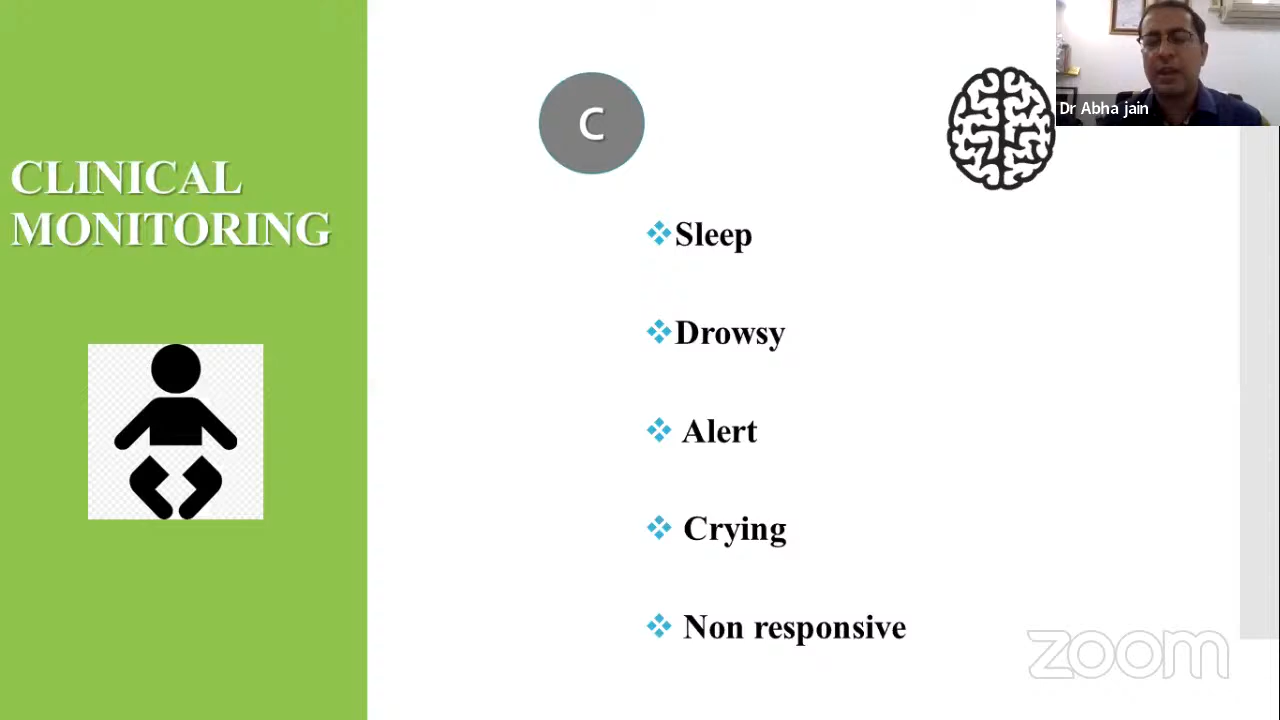 C
Dr Abha jain
CLINICAL
MONITORING
Sleep
Drowsy
Alert
Crying
Non responsive
zoom